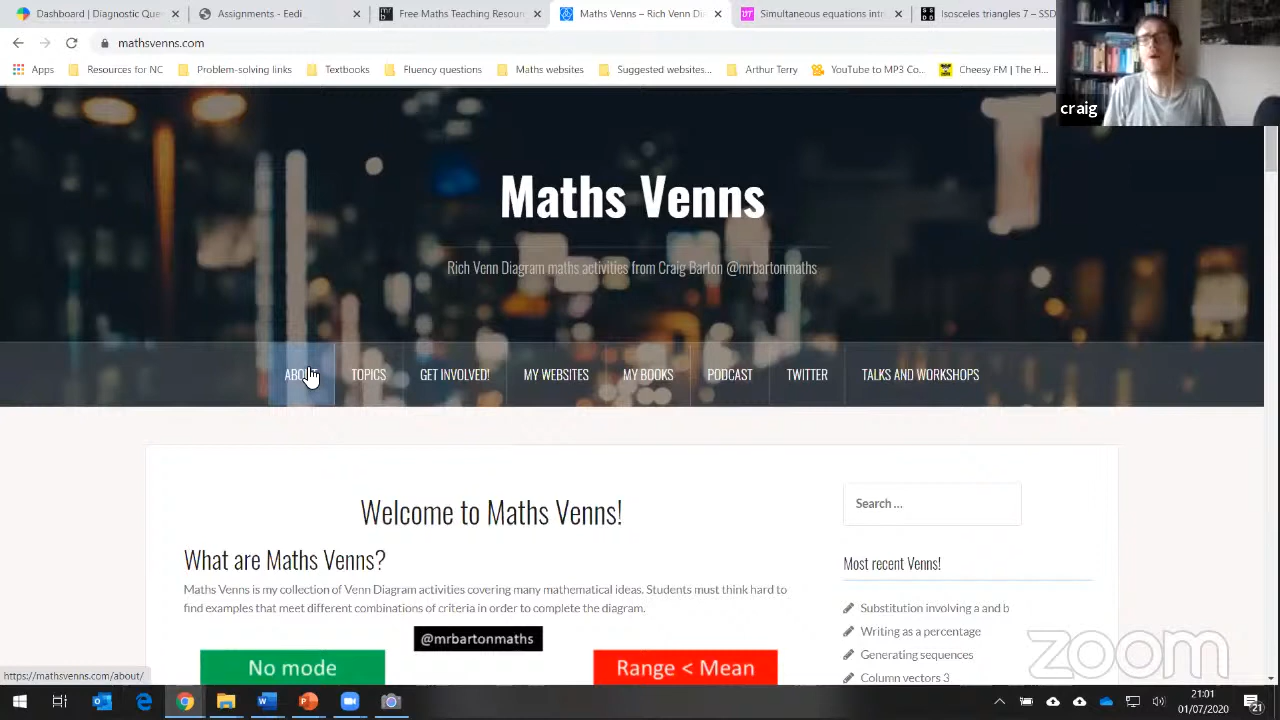 Dashboard | Diagnostic Que
Assignments - Eedi
Free Maths Teaching Resour
Maths Venns – Rich Venn Di
Simultaneous equations intr
Isosceles triangles 7 – SSD
mathsvenns.com
Apps
Resources for NC
Problem-solving links
Textbooks
Fluency questions
Maths websites
Suggested websites...
Arthur Terry
YouTube to MP3 Co...
Cheesy FM | The H...
craig
Maths Venns
Rich Venn Diagram maths activities from Craig Barton @mrbartonmaths
ABOUT
TOPICS
GET INVOLVED!
MY WEBSITES
MY BOOKS
PODCAST
TWITTER
TALKS AND WORKSHOPS
Welcome to Maths Venns!
What are Maths Venns?
Maths Venns is my collection of Venn Diagram activities covering many mathematical ideas. Students must think hard to
find examples that meet different combinations of criteria in order to complete the diagram.
@mrbartonmaths
No mode
Range < Mean
Search ...
Most recent Venns!
Substitution involving a and b
Writing as a percentage
Generating sequences
Column vectors 3
zoom
https://mathsvenns.com/about/
21:01
01/07/2020
21